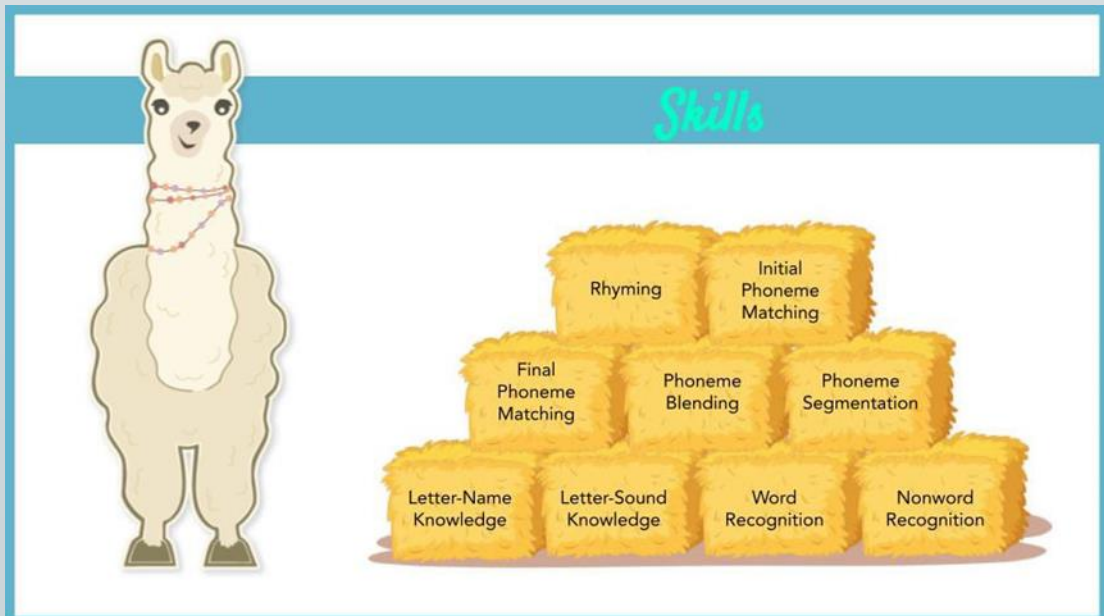 Skills
Rhyming
Initial
Phoneme
Matching
Final
Phoneme
Matching
Phoneme
Blending
Phoneme
Segmentation
Letter-Name
Knowledge
Letter-Sound
Knowledge
Word
Recognition
Nonword
Recognition